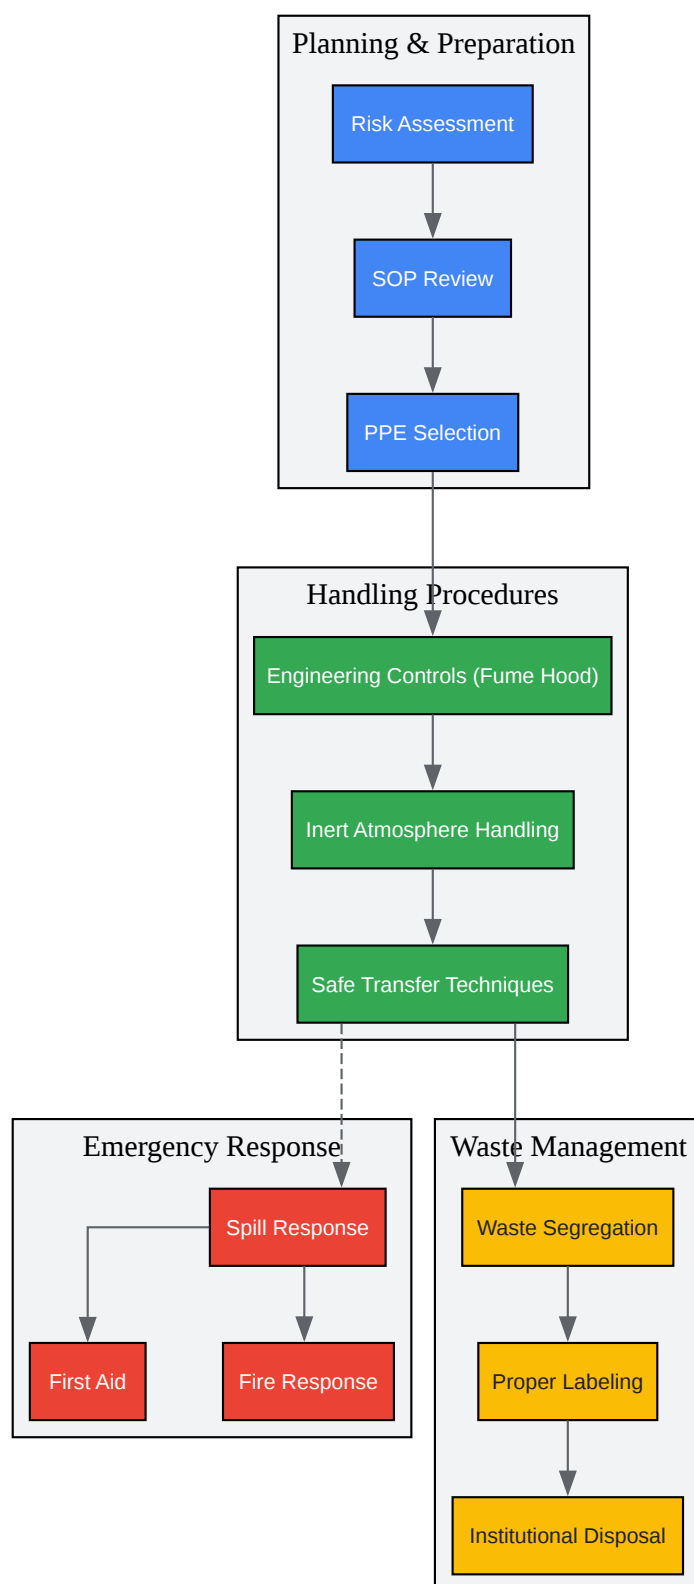 Planning & Preparation
Risk Assessment
SOP Review
PPE Selection
Handling Procedures
Engineering Controls (Fume Hood)
Inert Atmosphere Handling
Safe Transfer Techniques
Emergency Response
Spill Response
First Aid
Fire Response
Waste Management
Waste Segregation
Proper Labeling
Institutional Disposal